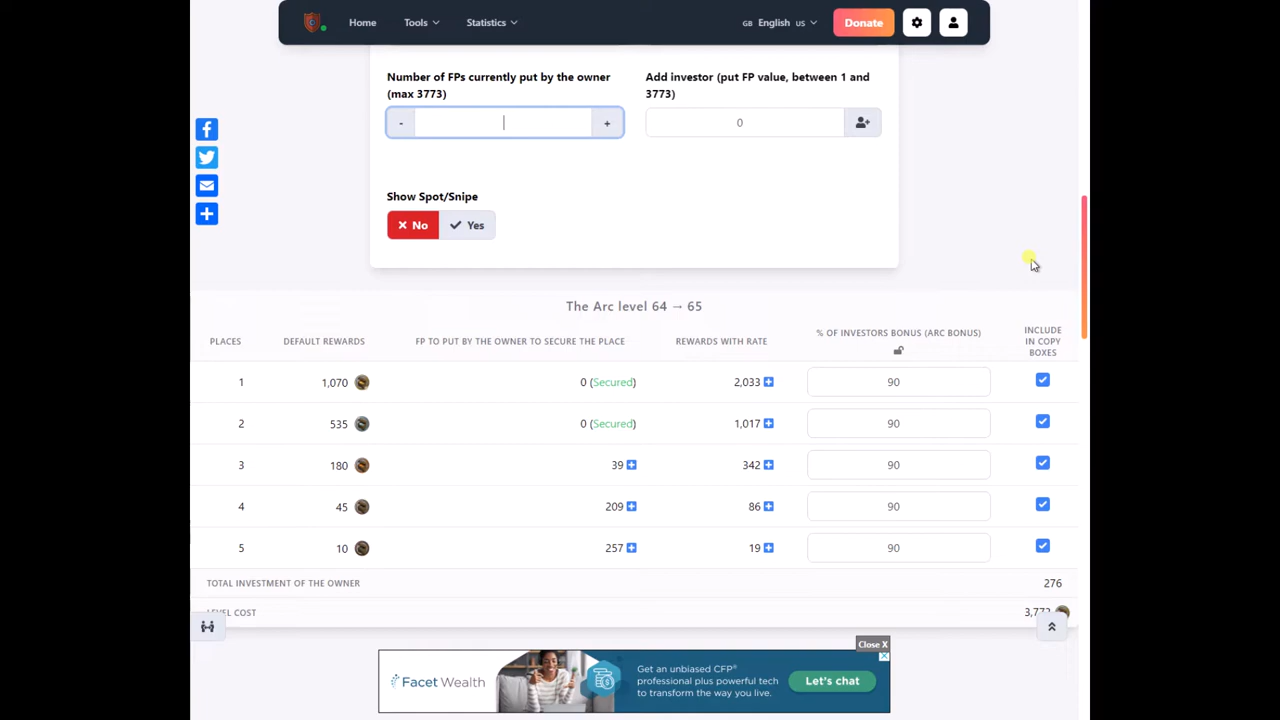 Home
Tools
Statistics
GB English US
Donate
Number of FPs currently put by the owner
(max 3773)
Add investor (put FP value, between 1 and
3773)
-
+
0
Show Spot/Snipe
No
Yes
The Arc level 64 → 65
PLACES
DEFAULT REWARDS
FP TO PUT BY THE OWNER TO SECURE THE PLACE
REWARDS WITH RATE
% OF INVESTORS BONUS (ARC BONUS)
INCLUDE
IN COPY
BOXES
1 1,070 0 (Secured) 2,033 90
2 535 0 (Secured) 1,017 90
3 180 39 342 90
4 45 209 86 90
5 10 257 19 90
TOTAL INVESTMENT OF THE OWNER 276
LEVEL COST 3,773
Close X
Facet Wealth
Get an unbiased CFP®
professional plus powerful tech
to transform the way you live.
Let's chat